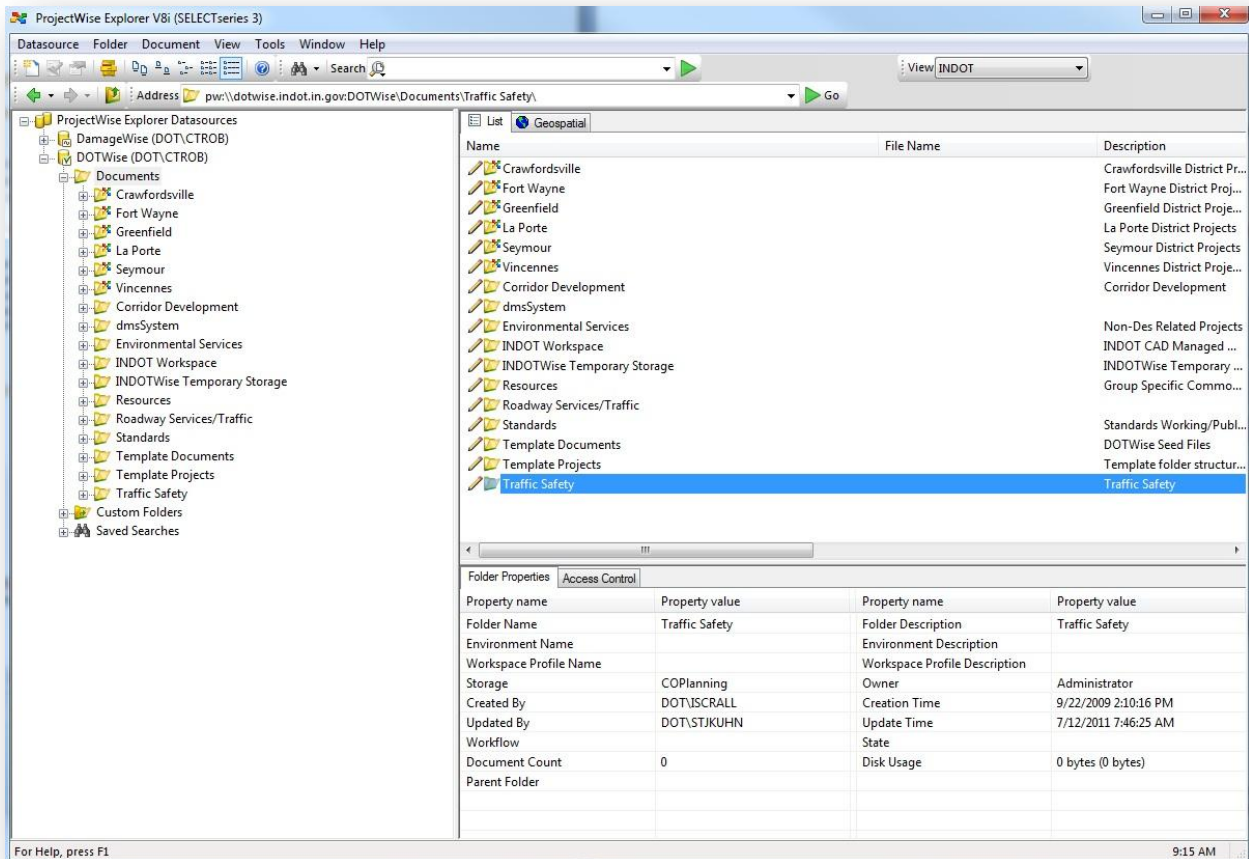 ProjectWise Explorer V8i (SELECTseries 3)
Datasource Folder Document View Tools Window Help
Search
View INDOT
Address pw:\\dotwise.indot.in.gov:DOTWise\Documents\Traffic Safety\ Go
ProjectWise Explorer Datasources
DamageWise (DOT\CTROB)
DOTWise (DOT\CTROB)
Documents
Crawfordsville
Fort Wayne
Greenfield
La Porte
Seymour
Vincennes
Corridor Development
dmsSystem
Environmental Services
INDOT Workspace
INDOTWise Temporary Storage
Resources
Roadway Services/Traffic
Standards
Template Documents
Template Projects
Traffic Safety
Custom Folders
Saved Searches
List Geospatial
Name File Name Description
Crawfordsville Crawfordsville District Pr...
Fort Wayne Fort Wayne District Proj...
Greenfield Greenfield District Proje...
La Porte La Porte District Projects
Seymour Seymour District Projects
Vincennes Vincennes District Proje...
Corridor Development Corridor Development
dmsSystem
Environmental Services Non-Des Related Projects
INDOT Workspace INDOT CAD Managed ...
INDOTWise Temporary Storage INDOTWise Temporary ...
Resources Group Specific Commo...
Roadway Services/Traffic
Standards Standards Working/Publ...
Template Documents DOTWise Seed Files
Template Projects Template folder structur...
Traffic Safety Traffic Safety
Folder Properties Access Control
Property name Property value Property name Property value
Folder Name Traffic Safety Folder Description Traffic Safety
Environment Name Environment Description
Workspace Profile Name Workspace Profile Description
Storage COPlanning Owner Administrator
Created By DOT\ISCRALL Creation Time 9/22/2009 2:10:16 PM
Updated By DOT\STJKUHN Update Time 7/12/2011 7:46:25 AM
Workflow State
Document Count 0 Disk Usage 0 bytes (0 bytes)
Parent Folder
For Help, press F1 9:15 AM